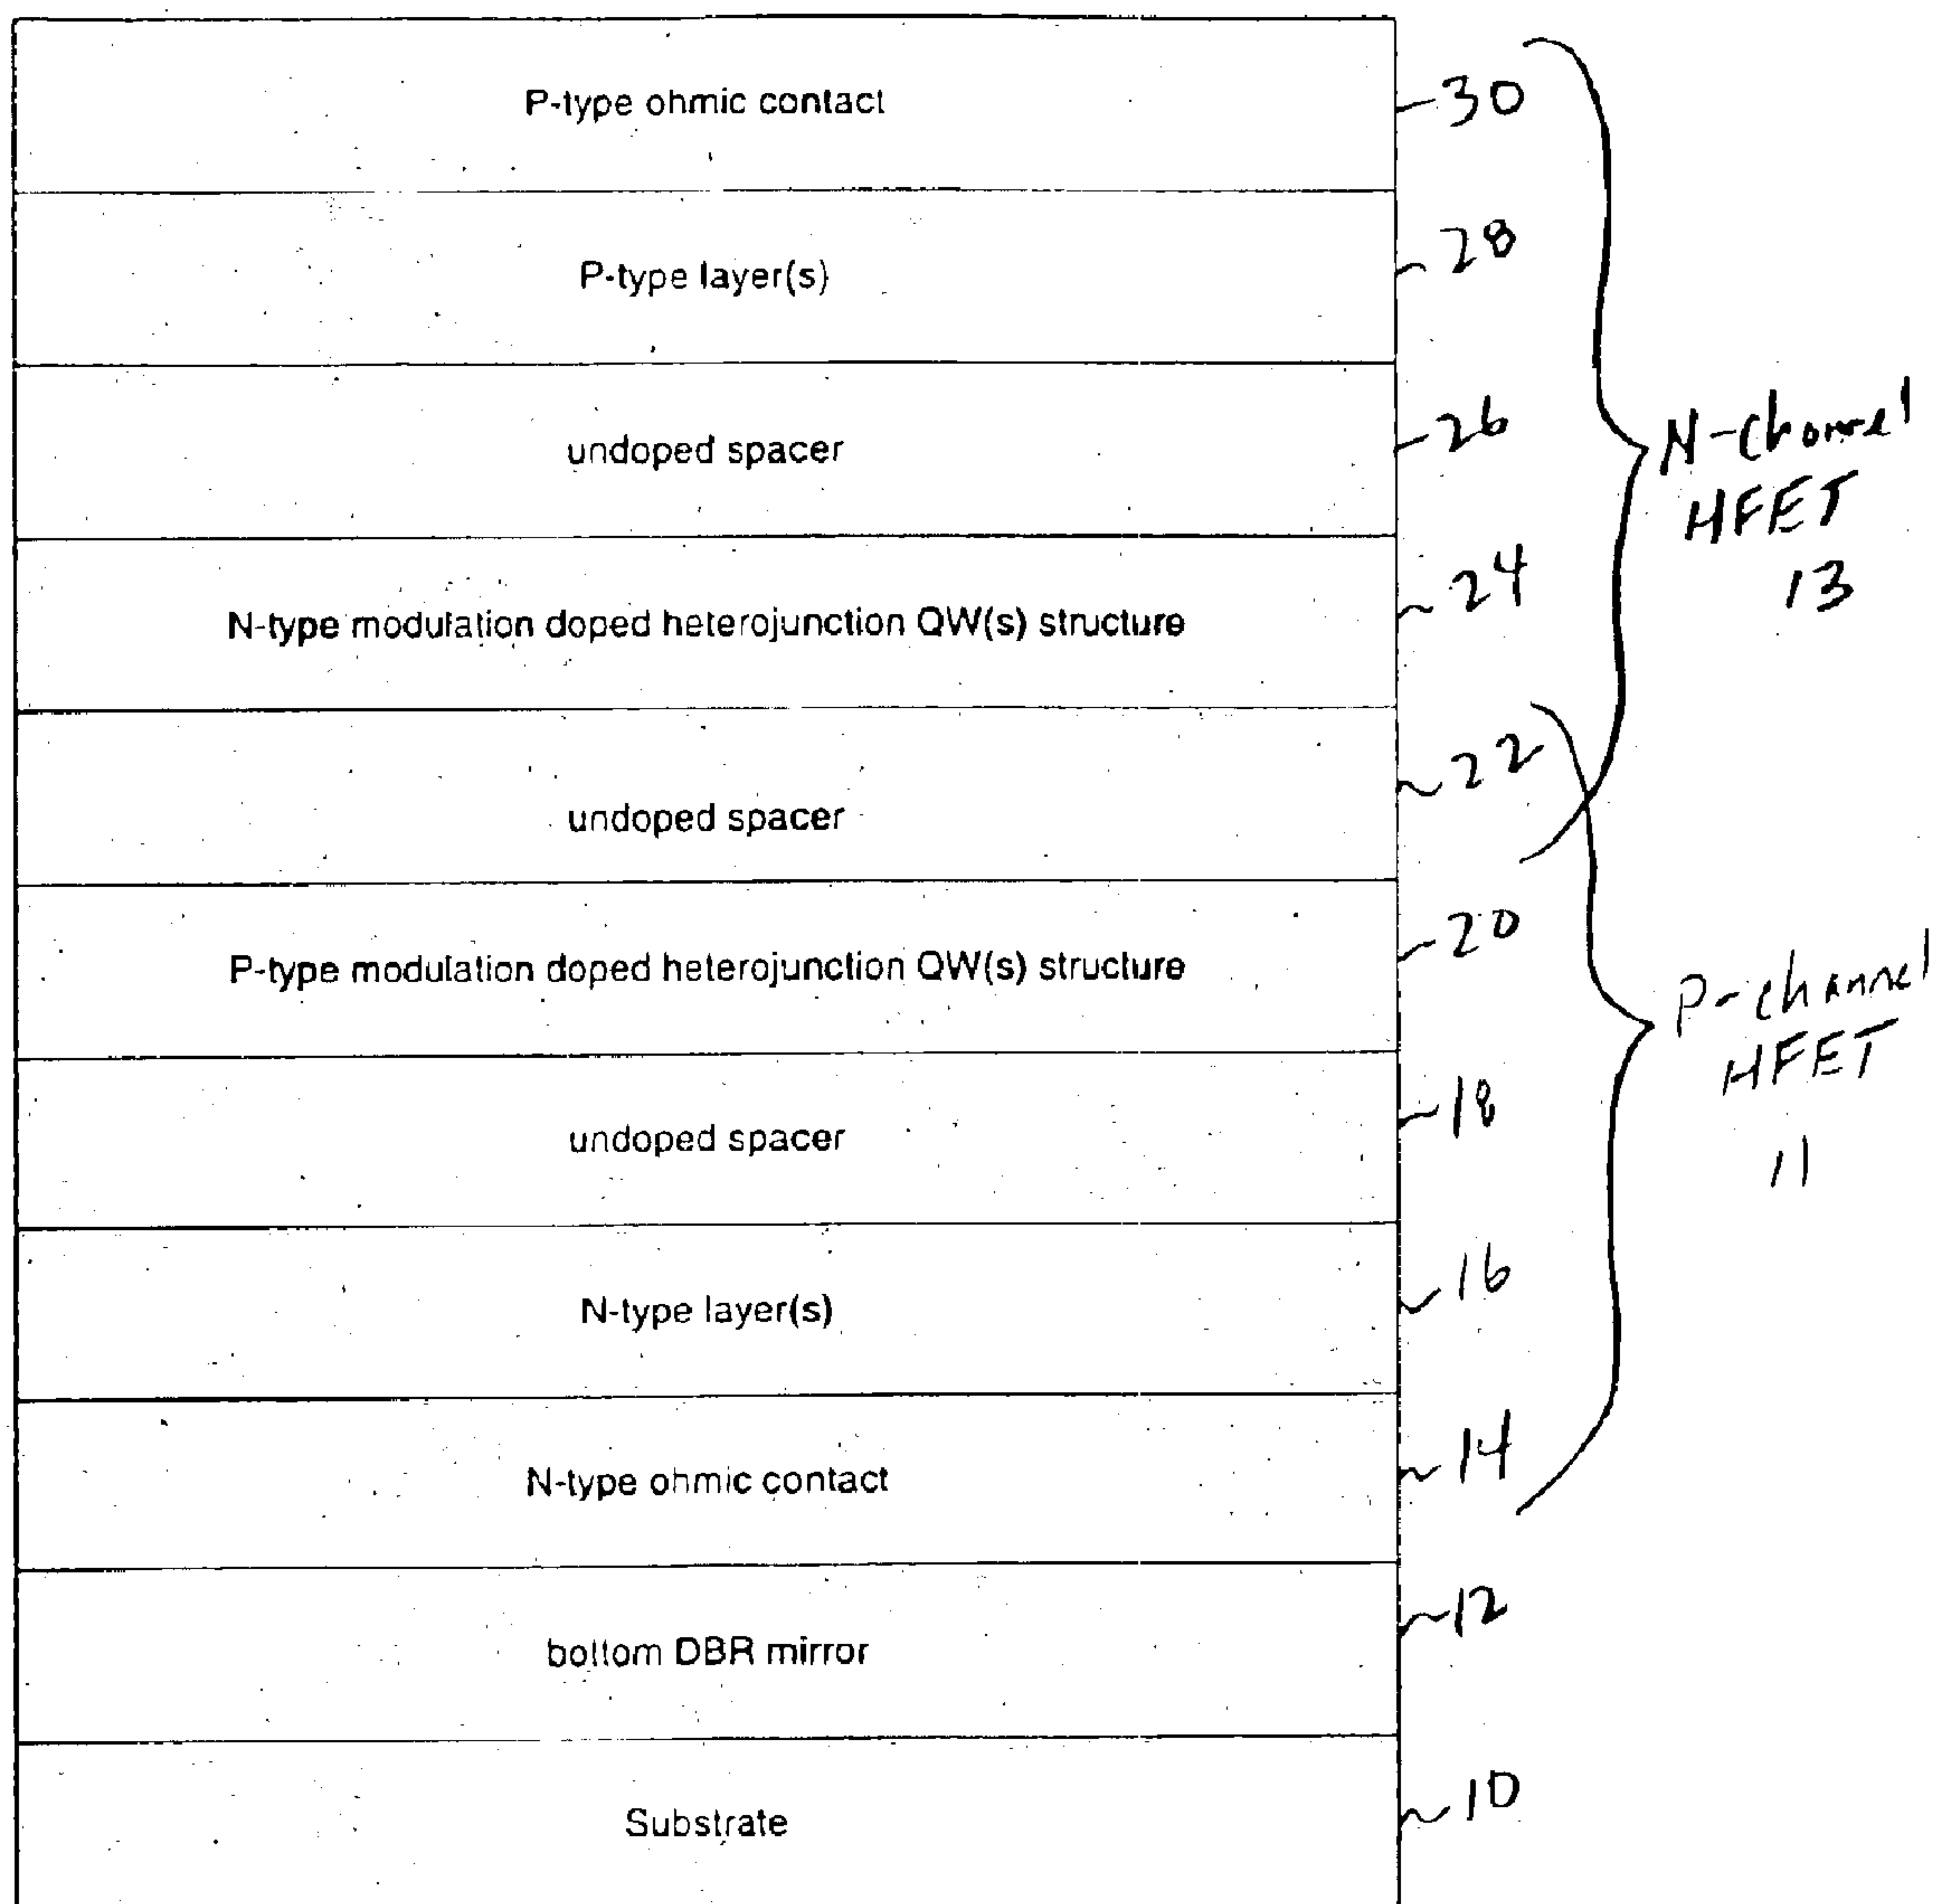 P-type ohmic contact
30
P-type layer(s)
28
undoped spacer
26
N-channel
HFET
13
N-type modulation doped heterojunction QW(s) structure
24
undoped spacer
22
P-type modulation doped heterojunction QW(s) structure
20
P-channel
HFET
11
undoped spacer
18
N-type layer(s)
16
N-type ohmic contact
14
bottom DBR mirror
12
Substrate
10